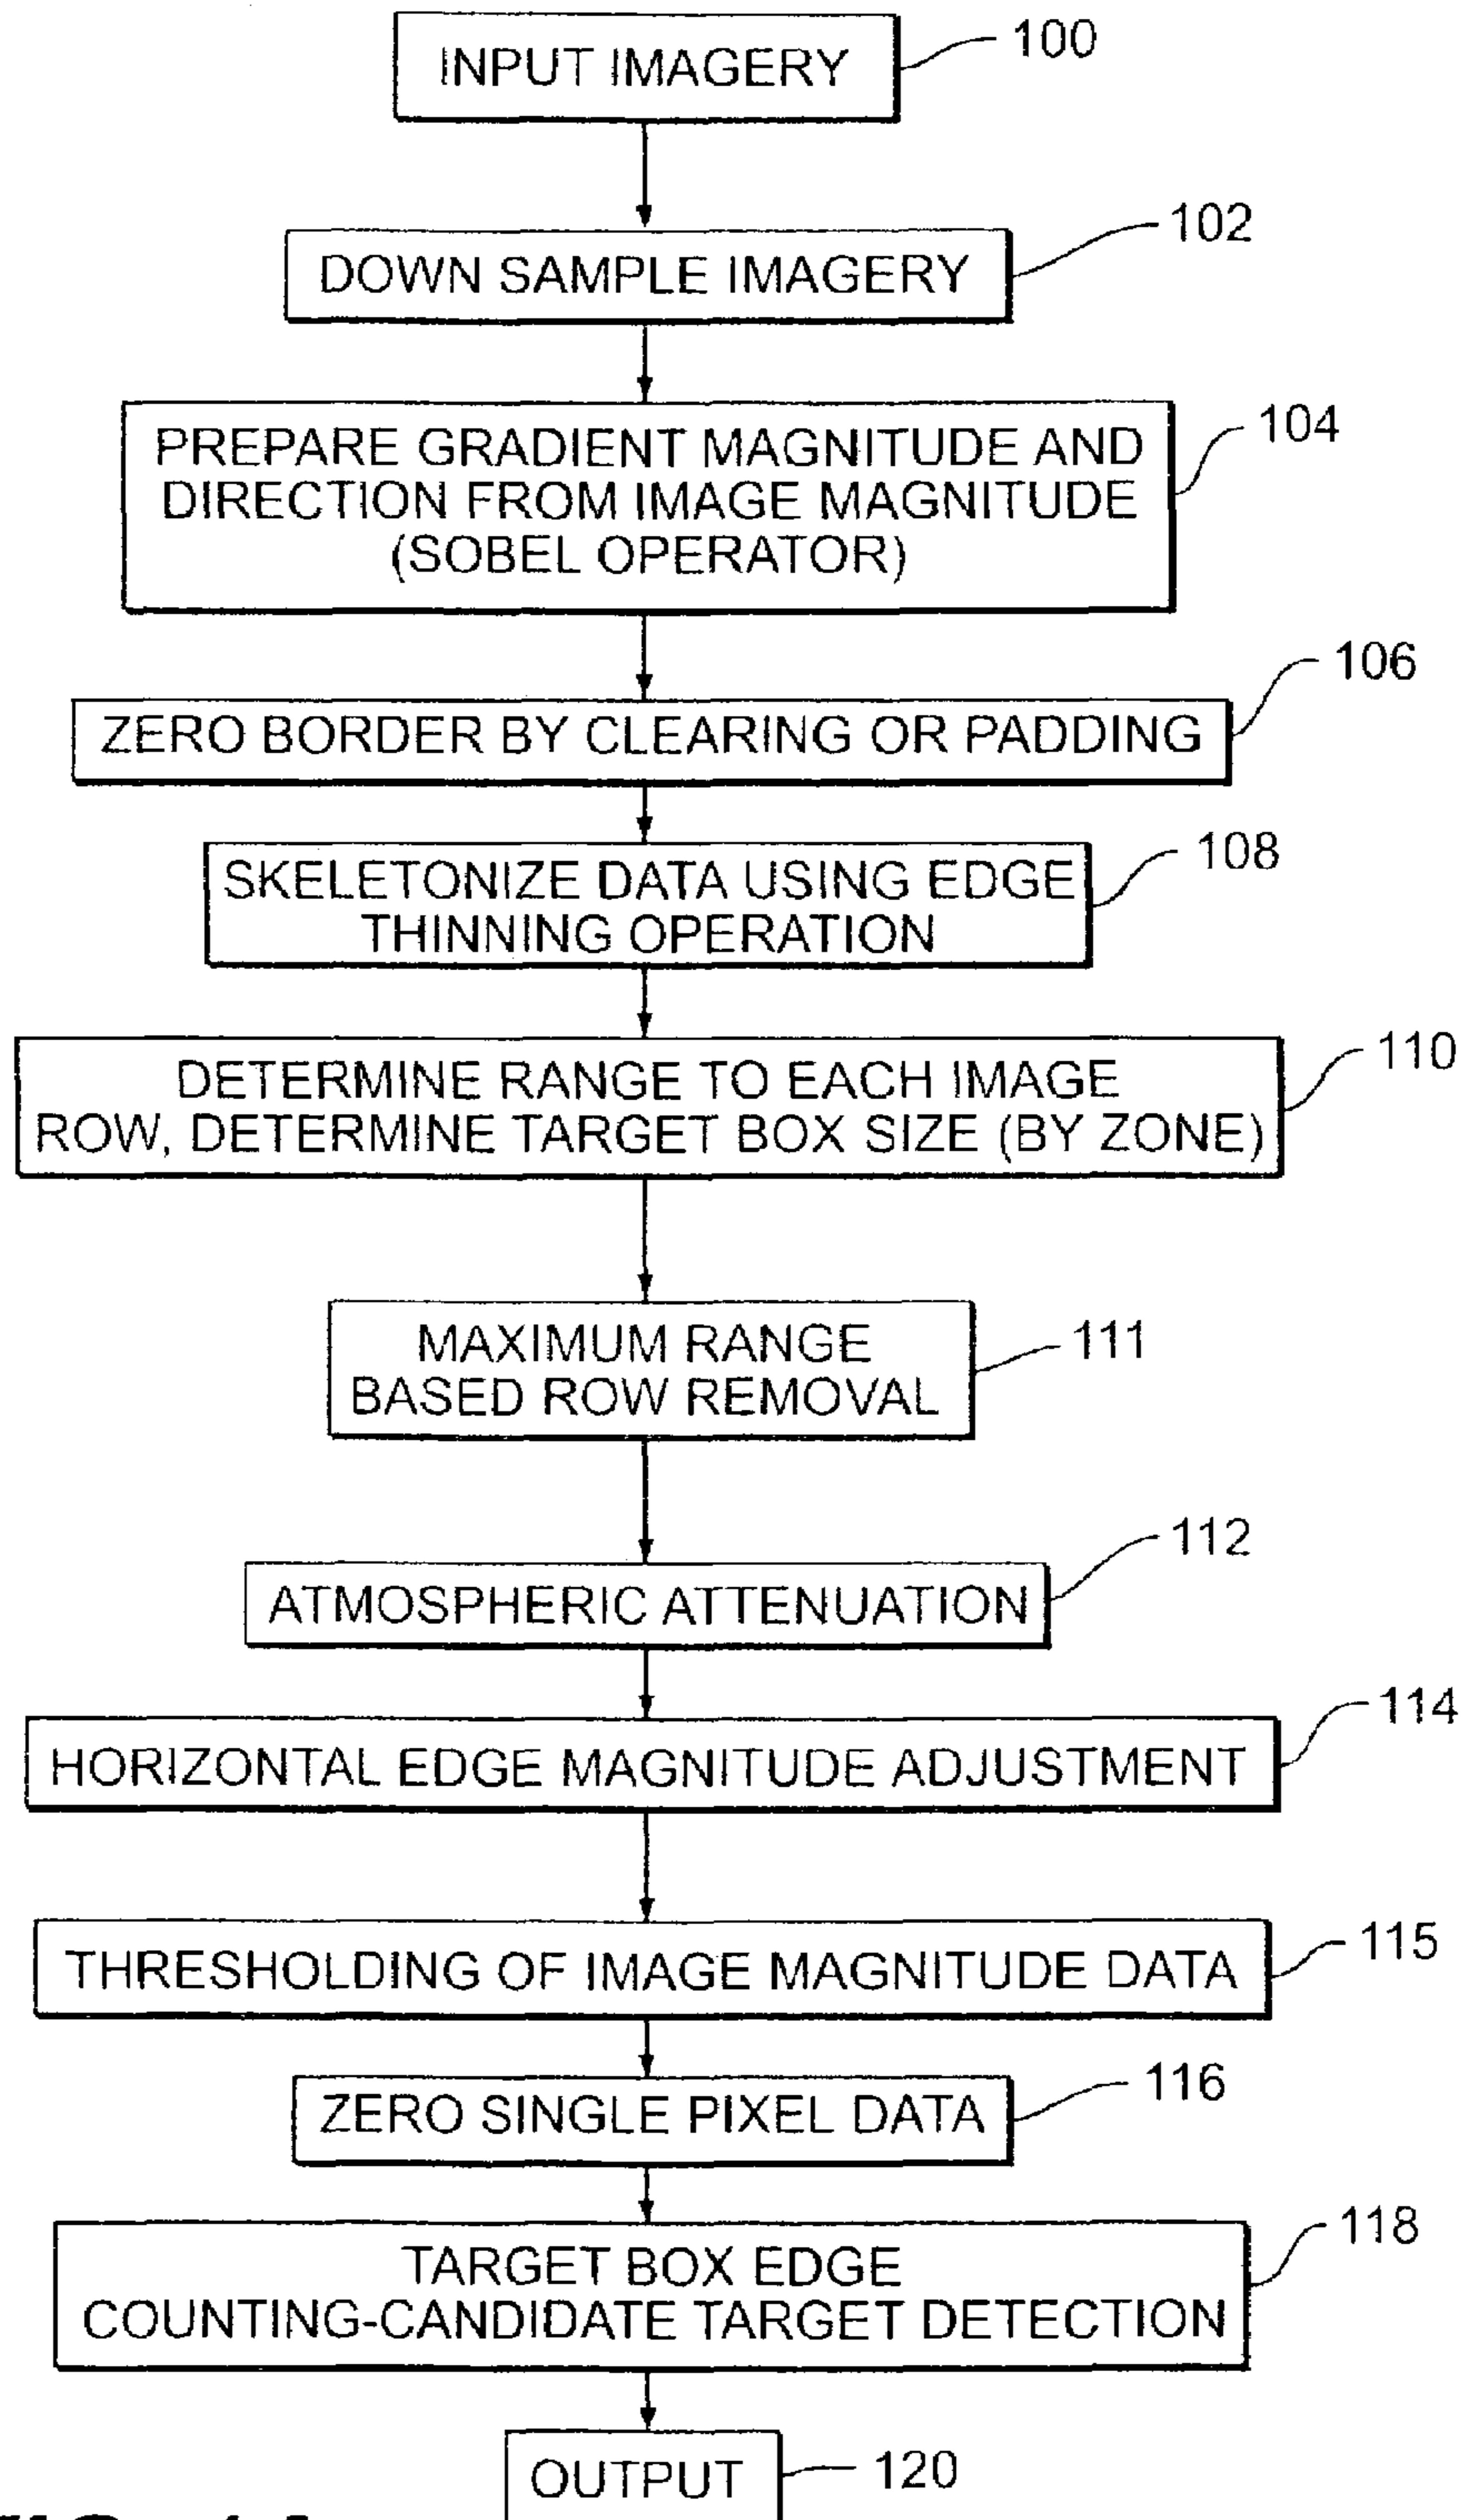 INPUT IMAGERY
100
DOWN SAMPLE IMAGERY
102
PREPARE GRADIENT MAGNITUDE AND
DIRECTION FROM IMAGE MAGNITUDE
(SOBEL OPERATOR)
104
ZERO BORDER BY CLEARING OR PADDING
106
SKELETONIZE DATA USING EDGE
THINNING OPERATION
108
DETERMINE RANGE TO EACH IMAGE
ROW, DETERMINE TARGET BOX SIZE (BY ZONE)
110
MAXIMUM RANGE
BASED ROW REMOVAL
111
ATMOSPHERIC ATTENUATION
112
HORIZONTAL EDGE MAGNITUDE ADJUSTMENT
114
THRESHOLDING OF IMAGE MAGNITUDE DATA
115
ZERO SINGLE PIXEL DATA
116
TARGET BOX EDGE
COUNTING-CANDIDATE TARGET DETECTION
118
OUTPUT
120